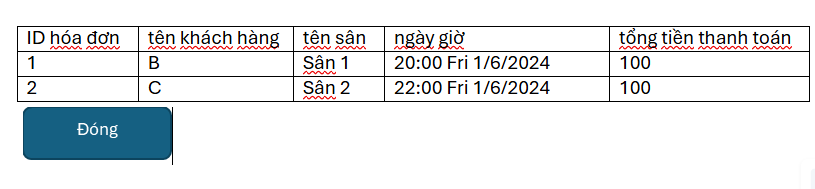 ID hóa đơn tên khách hàng tên sân ngày giờ tổng tiền thanh toán
1 B Sân 1 20:00 Fri 1/6/2024 100
2 C Sân 2 22:00 Fri 1/6/2024 100
Đóng